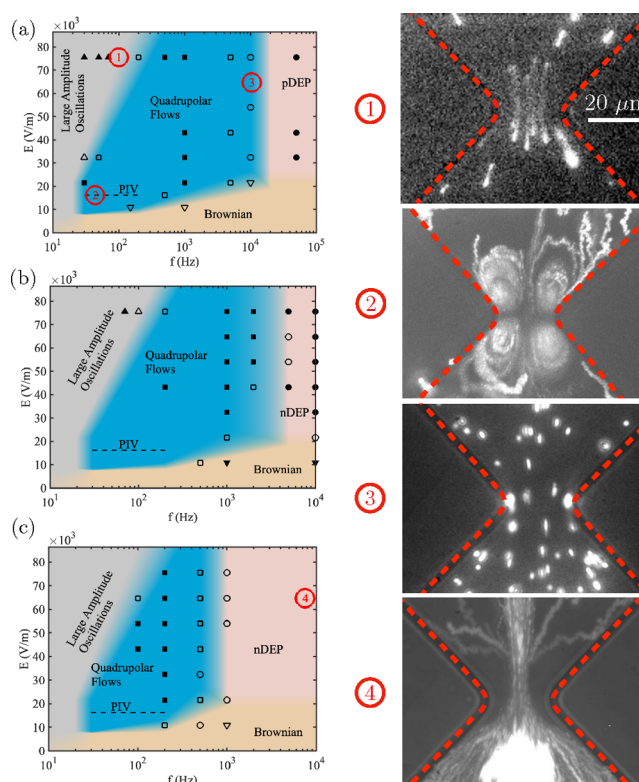 (a)
×10³
80
70
60
50
40
30
20
10
0
E (V/m)
Large Amplitude
Oscillations
Quadrupolar
Flows
pDEP
PIV
Brownian
1
2
3
10¹ 10² 10³ 10⁴ 10⁵
f (Hz)
(b)
×10³
80
70
60
50
40
30
20
10
0
E (V/m)
Large Amplitude
Oscillations
Quadrupolar
Flows
nDEP
PIV
Brownian
10¹ 10² 10³ 10⁴
f (Hz)
(c)
×10³
80
70
60
50
40
30
20
10
0
E (V/m)
Large Amplitude
Oscillations
Quadrupolar
Flows
nDEP
PIV
Brownian
4
10¹ 10² 10³ 10⁴
f (Hz)
1
20 μm
2
3
4